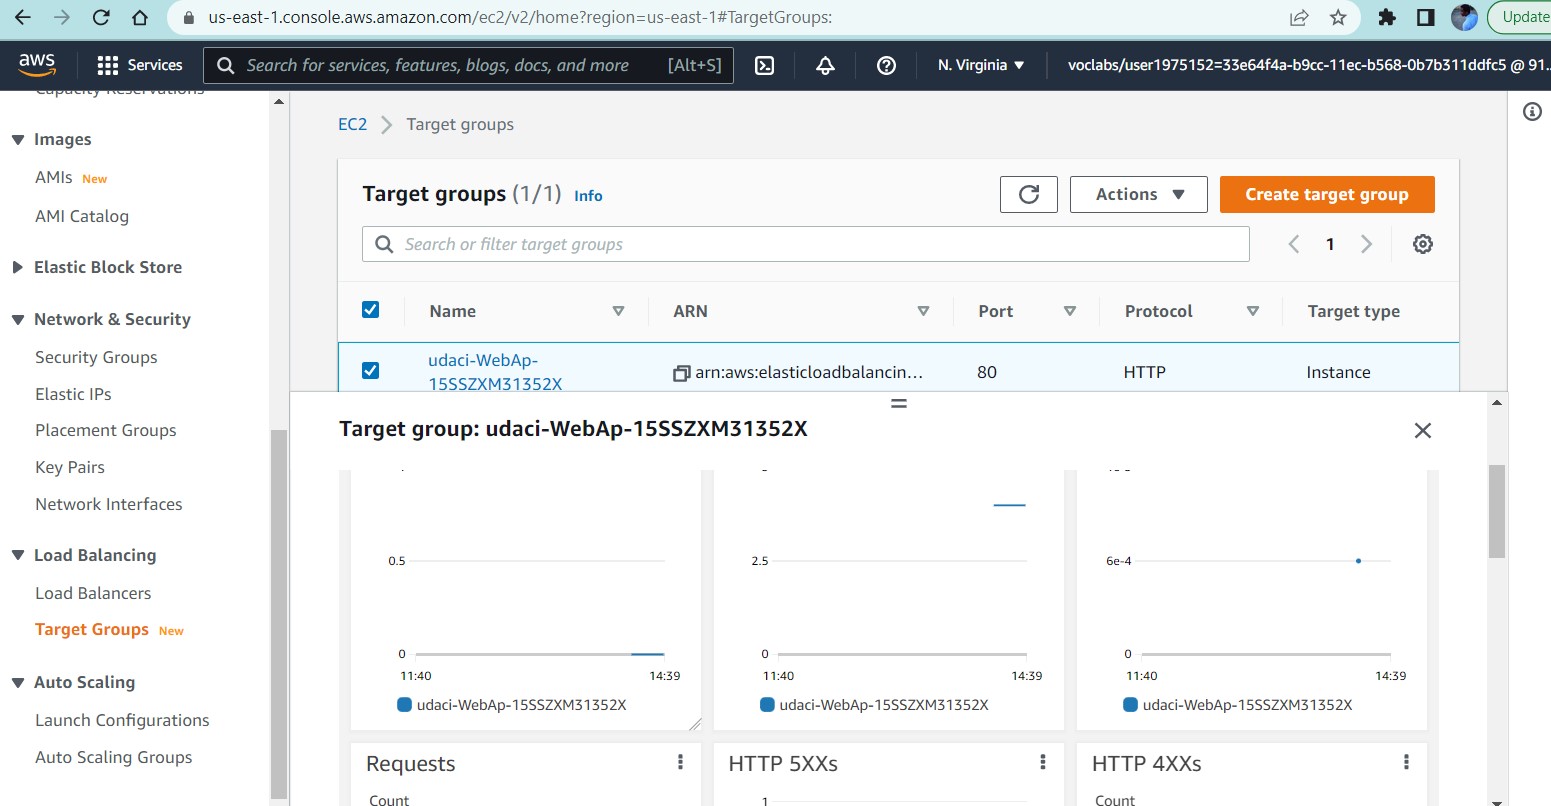 us-east-1.console.aws.amazon.com/ec2/v2/home?region=us-east-1#TargetGroups:
Update
aws
Services
Search for services, features, blogs, docs, and more
[Alt+S]
N. Virginia
voclabs/user1975152=33e64f4a-b9cc-11ec-b568-0b7b311ddfc5 @ 91...
Capacity Reservations
Images
AMIs New
AMI Catalog
Elastic Block Store
Network & Security
Security Groups
Elastic IPs
Placement Groups
Key Pairs
Network Interfaces
Load Balancing
Load Balancers
Target Groups New
Auto Scaling
Launch Configurations
Auto Scaling Groups
EC2 > Target groups
Target groups (1/1) Info
Actions
Create target group
Search or filter target groups
1
Name ARN Port Protocol Target type
udaci-WebAp-
15SSZXM31352X
arn:aws:elasticloadbalancin... 80 HTTP Instance
Target group: udaci-WebAp-15SSZXM31352X
0.5
0
11:40 14:39
udaci-WebAp-15SSZXM31352X
2.5
0
11:40 14:39
udaci-WebAp-15SSZXM31352X
6e-4
0
11:40 14:39
udaci-WebAp-15SSZXM31352X
Requests
Count
HTTP 5XXs
1
HTTP 4XXs
Count